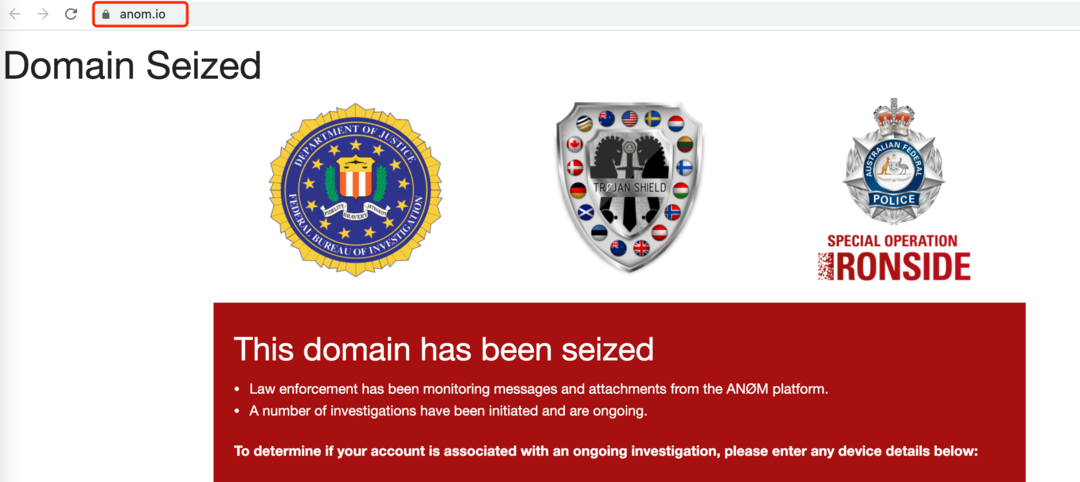 anom.io
Domain Seized
DEPARTMENT OF JUSTICE
FIDELITY BRAVERY INTEGRITY
FEDERAL BUREAU OF INVESTIGATION
TRØJAN SHIELD
AUSTRALIAN FEDERAL
POLICE
SPECIAL OPERATION
IRONSIDE
This domain has been seized
• Law enforcement has been monitoring messages and attachments from the ANØM platform.
• A number of investigations have been initiated and are ongoing.
To determine if your account is associated with an ongoing investigation, please enter any device details below: